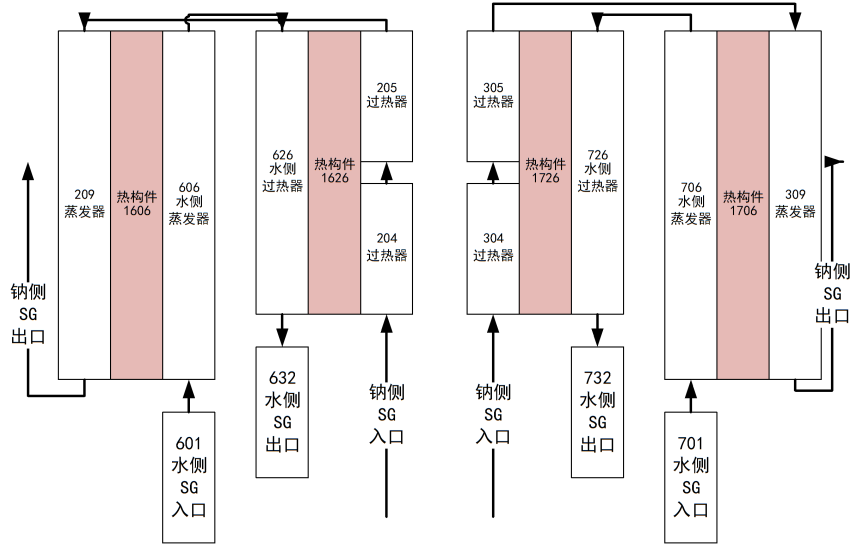 205
过热器
305
过热器
626
水侧
过热器
热构件
1626
热构件
1726
726
水侧
过热器
209
蒸发器
热构件
1606
606
水侧
蒸发器
706
水侧
蒸发器
热构件
1706
309
蒸发器
204
过热器
304
过热器
钠侧
SG
出口
钠侧
SG
出口
632
水侧
SG
出口
钠侧
SG
入口
钠侧
SG
入口
732
水侧
SG
出口
601
水侧
SG
入口
701
水侧
SG
入口